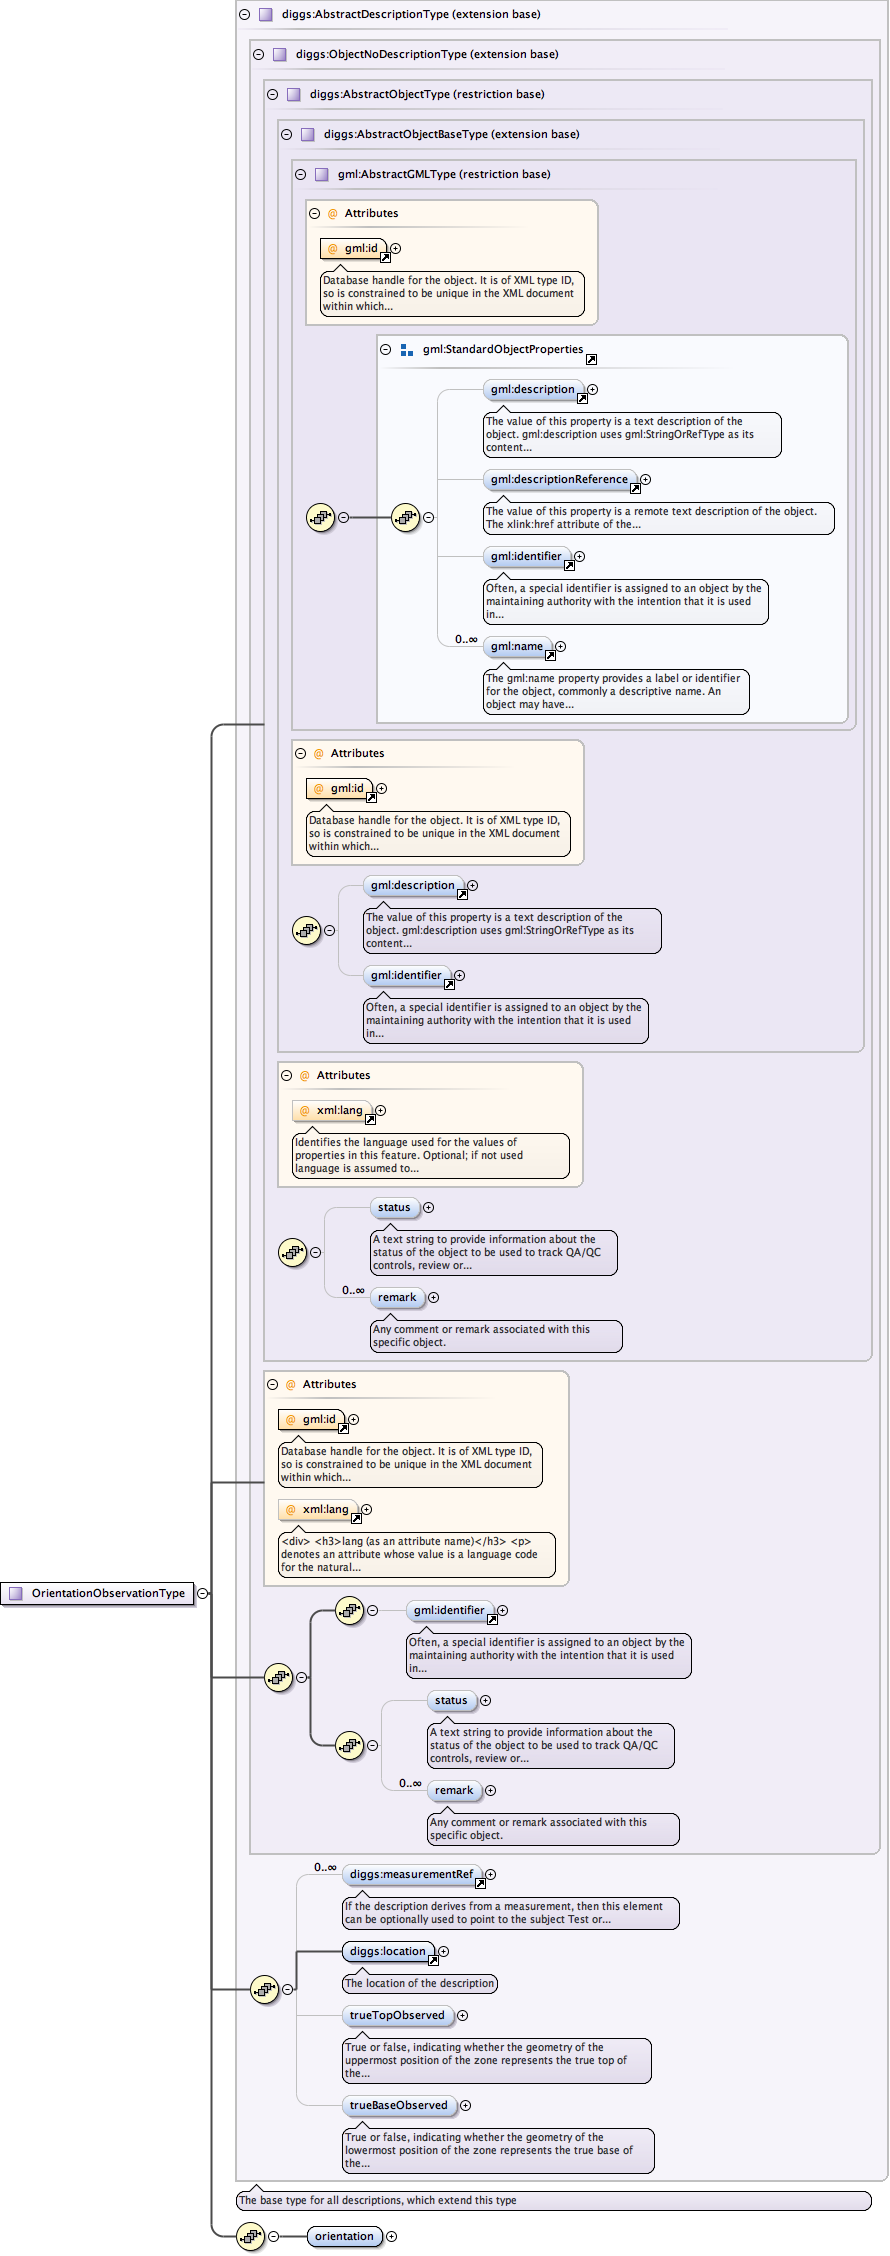 diggs:AbstractDescriptionType (extension base)
diggs:ObjectNoDescriptionType (extension base)
diggs:AbstractObjectType (restriction base)
diggs:AbstractObjectBaseType (extension base)
gml:AbstractGMLType (restriction base)
@ Attributes
@ gml:id
Database handle for the object. It is of XML type ID,
so is constrained to be unique in the XML document
within which...
gml:StandardObjectProperties
gml:description
The value of this property is a text description of the
object. gml:description uses gml:StringOrRefType as its
content...
gml:descriptionReference
The value of this property is a remote text description of the object.
The xlink:href attribute of the...
gml:identifier
Often, a special identifier is assigned to an object by the
maintaining authority with the intention that it is used
in...
0..∞ gml:name
The gml:name property provides a label or identifier
for the object, commonly a descriptive name. An
object may have...
@ Attributes
@ gml:id
Database handle for the object. It is of XML type ID,
so is constrained to be unique in the XML document
within which...
gml:description
The value of this property is a text description of the
object. gml:description uses gml:StringOrRefType as its
content...
gml:identifier
Often, a special identifier is assigned to an object by the
maintaining authority with the intention that it is used
in...
@ Attributes
@ xml:lang
Identifies the language used for the values of
properties in this feature. Optional; if not used
language is assumed to...
status
A text string to provide information about the
status of the object to be used to track QA/QC
controls, review or...
0..∞ remark
Any comment or remark associated with this
specific object.
@ Attributes
@ gml:id
Database handle for the object. It is of XML type ID,
so is constrained to be unique in the XML document
within which...
@ xml:lang
<div> <h3>lang (as an attribute name)</h3> <p>
denotes an attribute whose value is a language code
for the natural...
OrientationObservationType
gml:identifier
Often, a special identifier is assigned to an object by the
maintaining authority with the intention that it is used
in...
status
A text string to provide information about the
status of the object to be used to track QA/QC
controls, review or...
0..∞ remark
Any comment or remark associated with this
specific object.
0..∞ diggs:measurementRef
If the description derives from a measurement, then this element
can be optionally used to point to the subject Test or...
diggs:location
The location of the description
trueTopObserved
True or false, indicating whether the geometry of the
uppermost position of the zone represents the true top of
the...
trueBaseObserved
True or false, indicating whether the geometry of the
lowermost position of the zone represents the true base of
the...
The base type for all descriptions, which extend this type
orientation